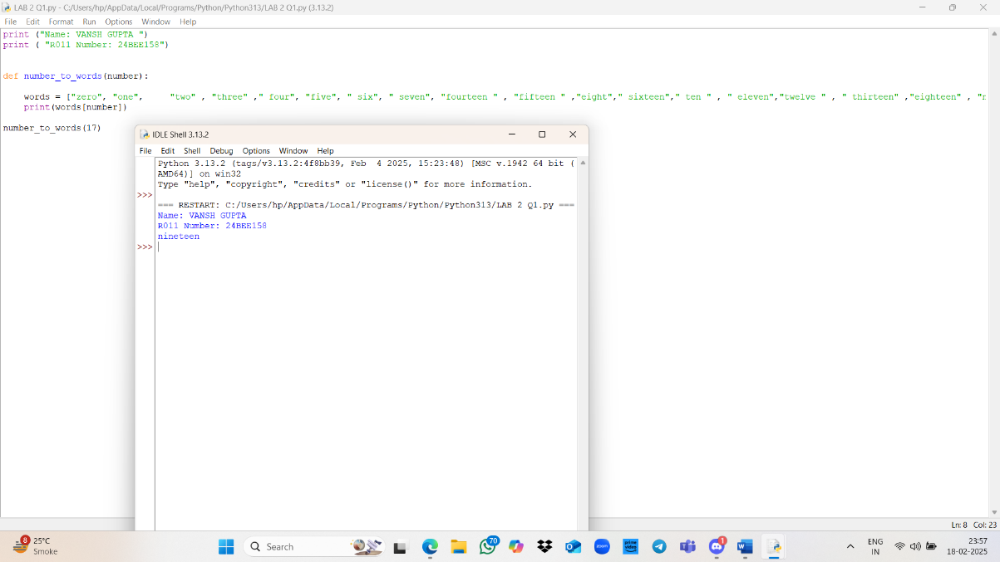 LAB 2 Q1.py - C:/Users/hp/AppData/Local/Programs/Python/Python313/LAB 2 Q1.py (3.13.2)
File Edit Format Run Options Window Help
print ("Name: VANSH GUPTA ")
print ( "R011 Number: 24BEE158")
def number_to_words(number):
words = ["zero", "one", "two" , "three" ," four", "five", " six", " seven", "fourteen " , "fifteen " ,"eight"," sixteen"," ten " , " eleven","twelve " , " thirteen" ,"eighteen" , "n
print(words[number])
number_to_words(17)
IDLE Shell 3.13.2
File Edit Shell Debug Options Window Help
Python 3.13.2 (tags/v3.13.2:4f8bb39, Feb 4 2025, 15:23:48) [MSC v.1942 64 bit (
AMD64)] on win32
Type "help", "copyright", "credits" or "license()" for more information.
>>>
=== RESTART: C:/Users/hp/AppData/Local/Programs/Python/Python313/LAB 2 Q1.py ===
Name: VANSH GUPTA
R011 Number: 24BEE158
nineteen
>>>
Ln: 8 Col: 23
8
25°C
Smoke
Search
70
zoom
prime video
1
ENG
IN
23:57
18-02-2025